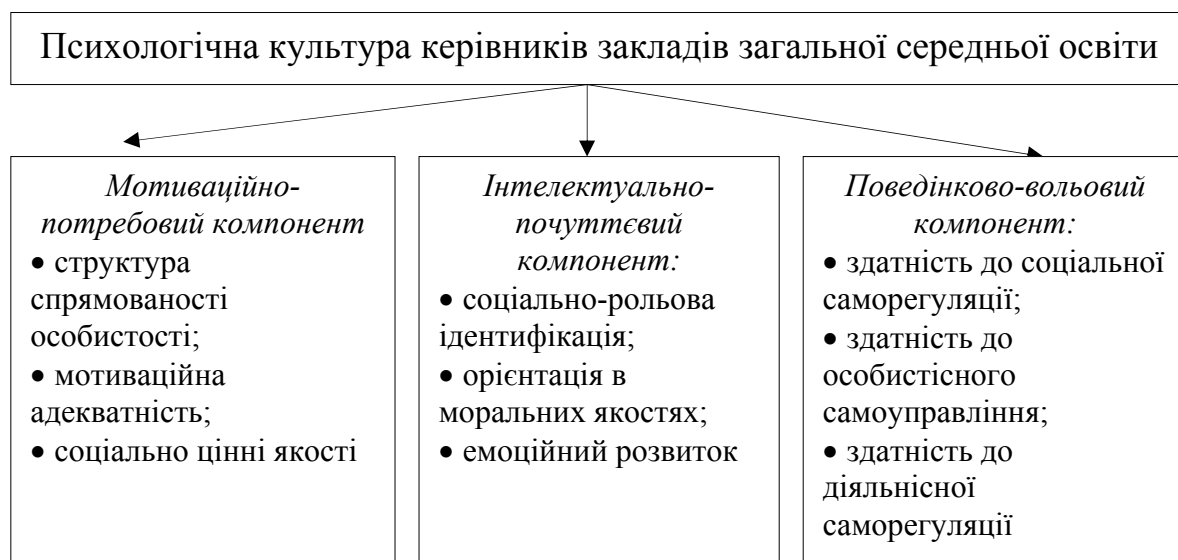 Психологічна культура керівників закладів загальної середньої освіти
Мотиваційно-
потребовий компонент
• структура
спрямованості
особистості;
• мотиваційна
адекватність;
• соціально цінні якості
Інтелектуально-
почуттєвий
компонент:
• соціально-рольова
ідентифікація;
• орієнтація в
моральних якостях;
• емоційний розвиток
Поведінково-вольовий
компонент:
• здатність до соціальної
саморегуляції;
• здатність до
особистісного
самоуправління;
• здатність до
діяльнісної
саморегуляції